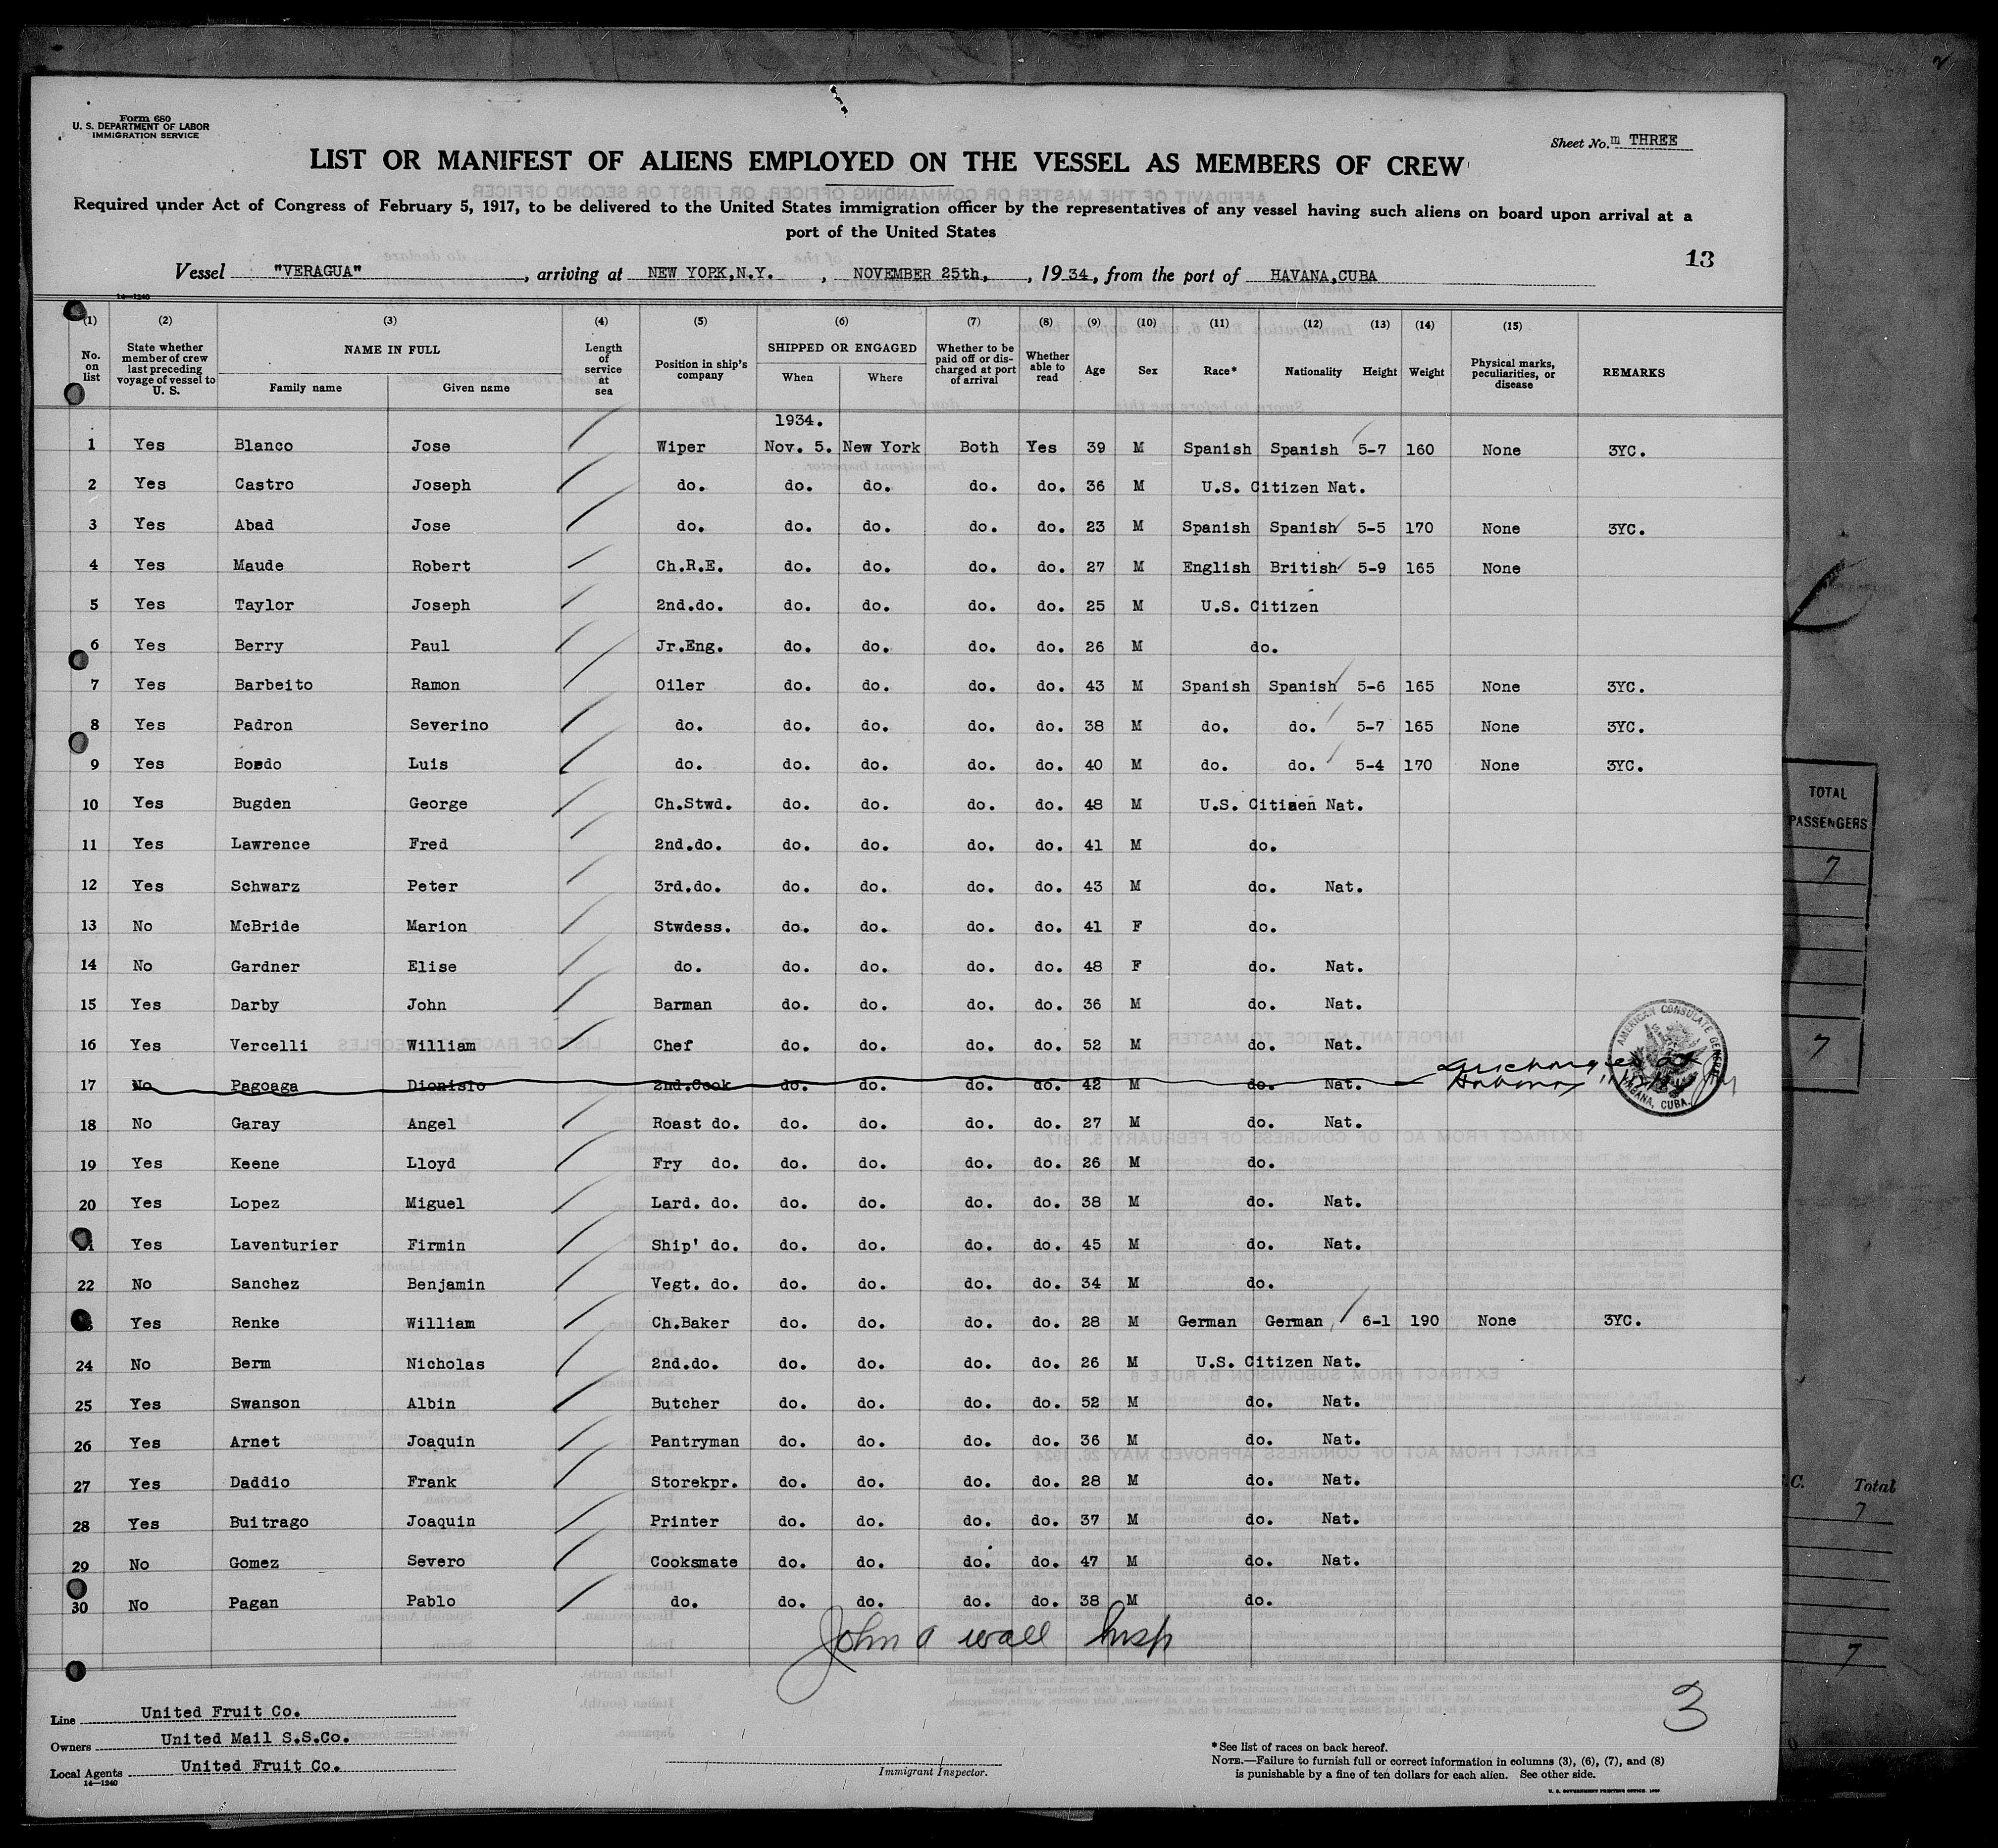 Form 680
U. S. DEPARTMENT OF LABOR
IMMIGRATION SERVICE
Sheet No. THREE
LIST OR MANIFEST OF ALIENS EMPLOYED ON THE VESSEL AS MEMBERS OF CREW
Required under Act of Congress of February 5, 1917, to be delivered to the United States immigration officer by the representatives of any vessel having such aliens on board upon arrival at a
port of the United States
13
Vessel "VERAGUA", arriving at NEW YORK,N.Y., NOVEMBER 25th, , 1934, from the port of HAVANA,CUBA
14—1240
(1) (2) (3) (4) (5) (6) (7) (8) (9) (10) (11) (12) (13) (14) (15)
No. on list State whether member of crew last preceding voyage of vessel to U. S. NAME IN FULL Family name Given name Length of service at sea Position in ship's company SHIPPED OR ENGAGED When Where Whether to be paid off or discharged at port of arrival Whether able to read Age Sex Race* Nationality Height Weight Physical marks, peculiarities, or disease REMARKS
1934.
1 Yes Blanco Jose Wiper Nov. 5. New York Both Yes 39 M Spanish Spanish 5-7 160 None 3YC.
2 Yes Castro Joseph do. do. do. do. do. 36 M U.S. Citizen Nat.
3 Yes Abad Jose do. do. do. do. do. 23 M Spanish Spanish 5-5 170 None 3YC.
4 Yes Maude Robert Ch.R.E. do. do. do. do. 27 M English British 5-9 165 None
5 Yes Taylor Joseph 2nd.do. do. do. do. do. 25 M U.S. Citizen
6 Yes Berry Paul Jr.Eng. do. do. do. do. 26 M do.
7 Yes Barbeito Ramon Oiler do. do. do. do. 43 M Spanish Spanish 5-6 165 None 3YC.
8 Yes Padron Severino do. do. do. do. do. 38 M do. do. 5-7 165 None 3YC.
9 Yes Luis do. do. do. do. do. 40 M do. do. 5-4 170 None 3YC.
10 Yes Bugden George Ch.Stwd. do. do. do. do. 48 M U.S. Citizen Nat.
11 Yes Lawrence Fred 2nd.do. do. do. do. do. 41 M do.
12 Yes Schwarz Peter 3rd.do. do. do. do. do. 43 M do. Nat.
13 No McBride Marion Stwdess. do. do. do. do. 41 F do.
14 No Gardner Elise do. do. do. do. do. 48 F do. Nat.
15 Yes Darby John Barman do. do. do. do. 36 M do. Nat.
16 Yes Vercelli William Chef do. do. do. do. 52 M do. Nat.
17 No Pagoaga Dionisio 2nd.Cook do. do. do. do. 42 M do. Nat.
AMERICAN CONSULATE GENERAL HABANA, CUBA.
18 No Garay Angel Roast do. do. do. do. do. 27 M do. Nat.
19 Yes Keene Lloyd Fry do. do. do. do. do. 26 M do.
20 Yes Lopez Miguel Lard. do. do. do. do. do. 38 M do. Nat.
Yes Laventurier Firmin Ship' do. do. do. do. do. 45 M do. Nat.
22 No Sanchez Benjamin Vegt. do. do. do. do. do. 34 M do.
Yes Renke William Ch.Baker do. do. do. do. 28 M German German 6-1 190 None 3YC.
24 No Berm Nicholas 2nd.do. do. do. do. do. 26 M U.S. Citizen Nat.
25 Yes Swanson Albin Butcher do. do. do. do. 52 M do. Nat.
26 Yes Arnet Joaquin Pantryman do. do. do. do. 36 M do. Nat.
27 Yes Daddio Frank Storekpr. do. do. do. do. 28 M do. Nat.
28 Yes Buitrago Joaquin Printer do. do. do. do. 37 M do. Nat.
29 No Gomez Severo Cooksmate do. do. do. do. 47 M do. Nat.
30 No Pagan Pablo do. do. do. do. do. 38 M do.
John a wall Insp
3
Line United Fruit Co.
Owners United Mail S.S.Co.
Local Agents United Fruit Co.
14—1240
Immigrant Inspector.
*See list of races on back hereof.
NOTE.—Failure to furnish full or correct information in columns (3), (6), (7), and (8)
is punishable by a fine of ten dollars for each alien. See other side.
TOTAL
PASSENGERS
7
7
C. Total
7
7